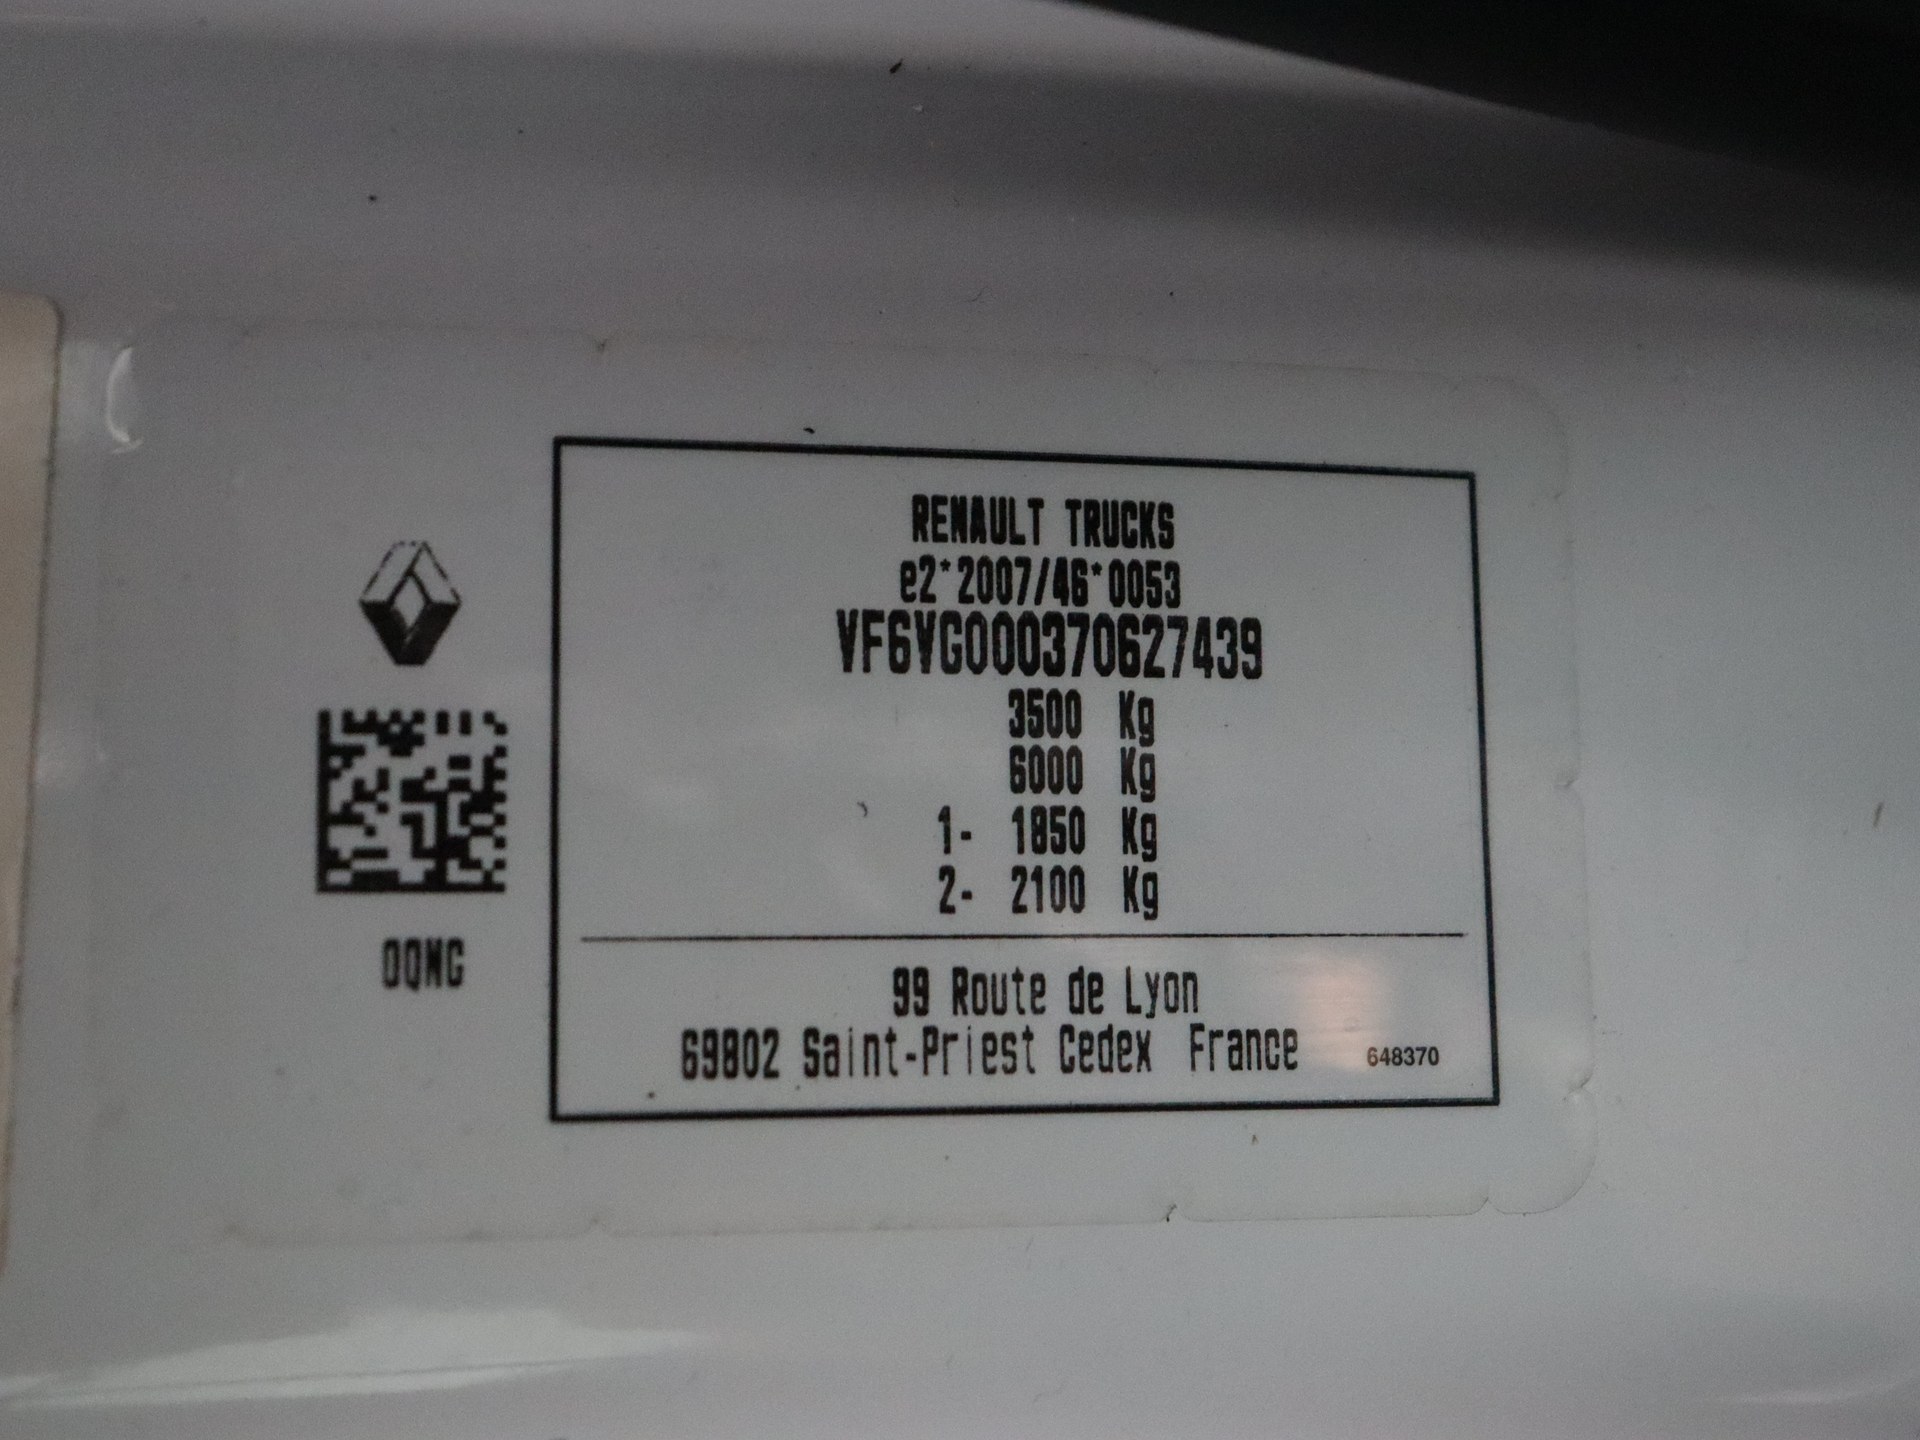 RENAULT TRUCKS
e2*2007/46*0053
VF6VG000370627439
3500 Kg
6000 Kg
1- 1850 Kg
2- 2100 Kg
0QMG
99 Route de Lyon
69802 Saint-Priest Cedex France
648370